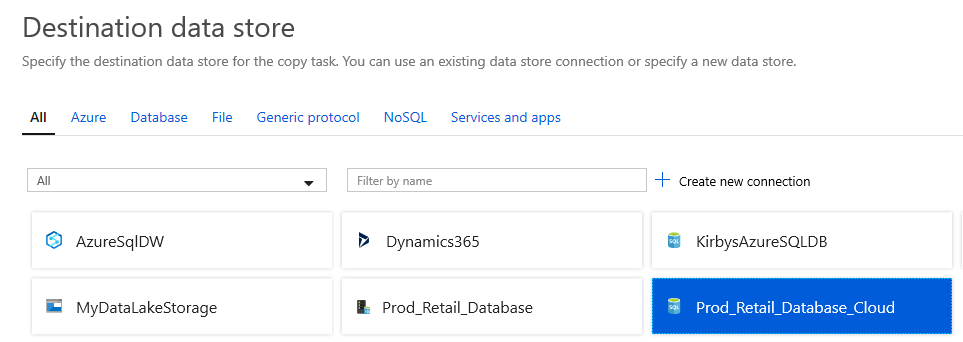 Destination data store
Specify the destination data store for the copy task. You can use an existing data store connection or specify a new data store.
All Azure Database File Generic protocol NoSQL Services and apps
All Filter by name Create new connection
AzureSqlDW Dynamics365 KirbysAzureSQLDB
MyDataLakeStorage Prod_Retail_Database Prod_Retail_Database_Cloud